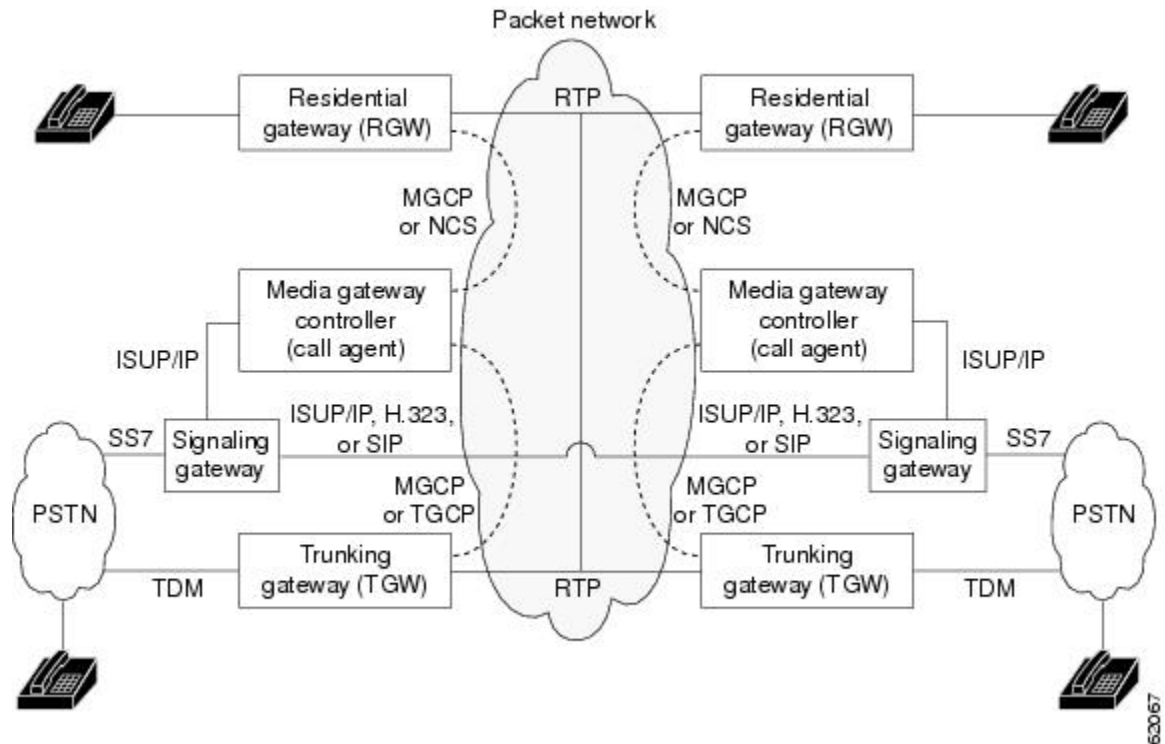 Packet network
Residential
gateway (RGW)
RTP
Residential
gateway (RGW)
MGCP
or NCS
MGCP
or NCS
Media gateway
controller
(call agent)
Media gateway
controller
(call agent)
ISUP/IP
ISUP/IP
ISUP/IP, H.323,
or SIP
ISUP/IP, H.323,
or SIP
SS7
Signaling
gateway
Signaling
gateway
SS7
MGCP
or TGCP
MGCP
or TGCP
PSTN
PSTN
Trunking
gateway (TGW)
Trunking
gateway (TGW)
TDM
RTP
TDM
62067